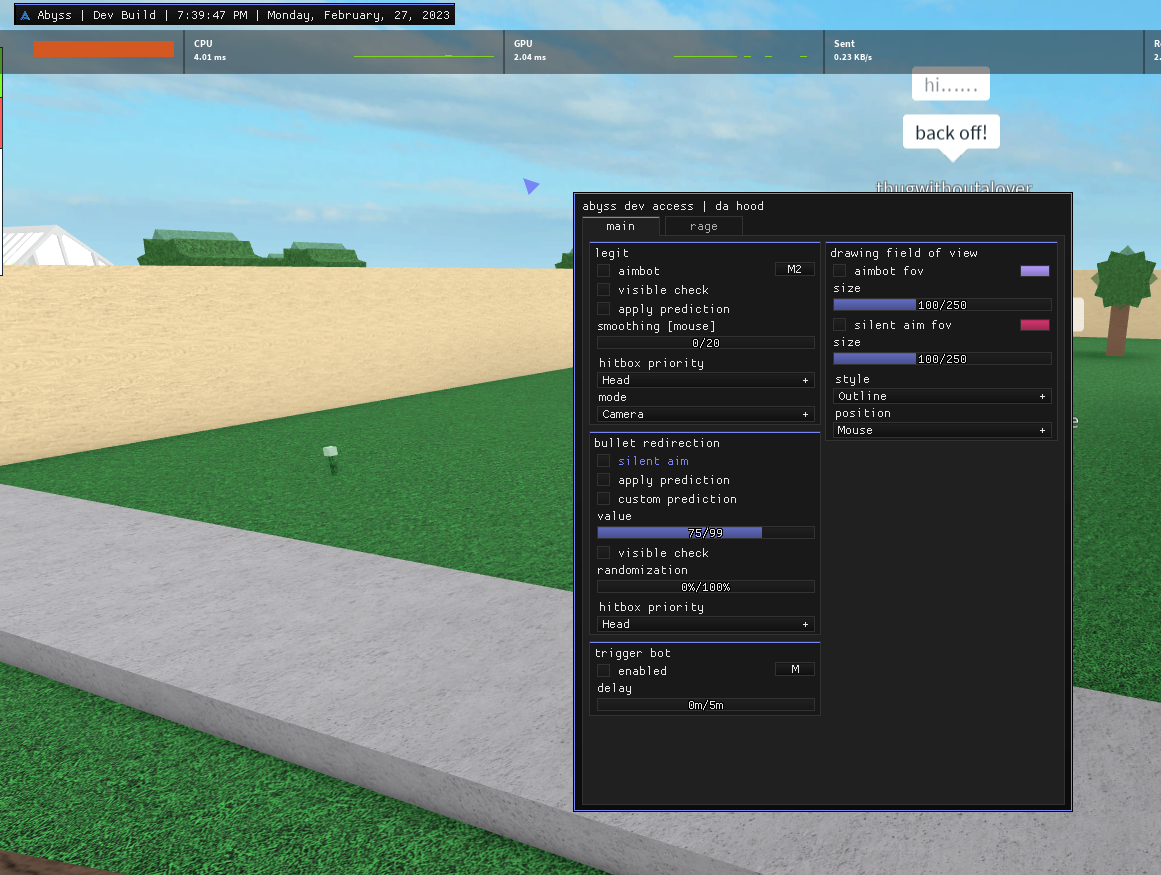 Abyss | Dev Build | 7:39:47 PM | Monday, February, 27, 2023
CPU
4.01 ms
GPU
2.04 ms
Sent
0.23 KB/s
hi......
back off!
thugwithoutalover
abyss dev access | da hood
main
rage
legit
aimbot
M2
visible check
apply prediction
smoothing [mouse]
0/20
hitbox priority
Head +
mode
Camera +
bullet redirection
silent aim
apply prediction
custom prediction
value
75/99
visible check
randomization
0%/100%
hitbox priority
Head +
trigger bot
enabled
M
delay
0m/5m
drawing field of view
aimbot fov
size
100/250
silent aim fov
size
100/250
style
Outline +
position
Mouse +